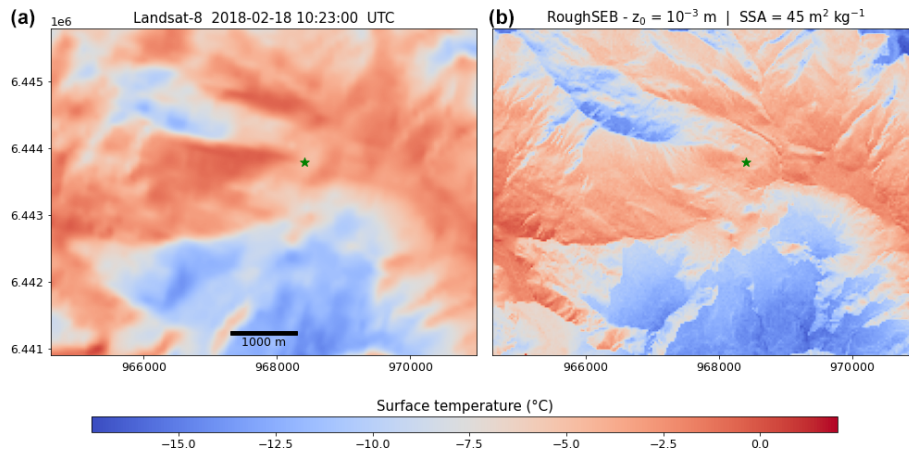 (a) Landsat-8 2018-02-18 10:23:00 UTC
(b) RoughSEB - z₀ = 10⁻³ m | SSA = 45 m² kg⁻¹
1e6
6.445
6.444
6.443
6.442
6.441
1000 m
966000 968000 970000
966000 968000 970000
Surface temperature (°C)
−15.0 −12.5 −10.0 −7.5 −5.0 −2.5 0.0